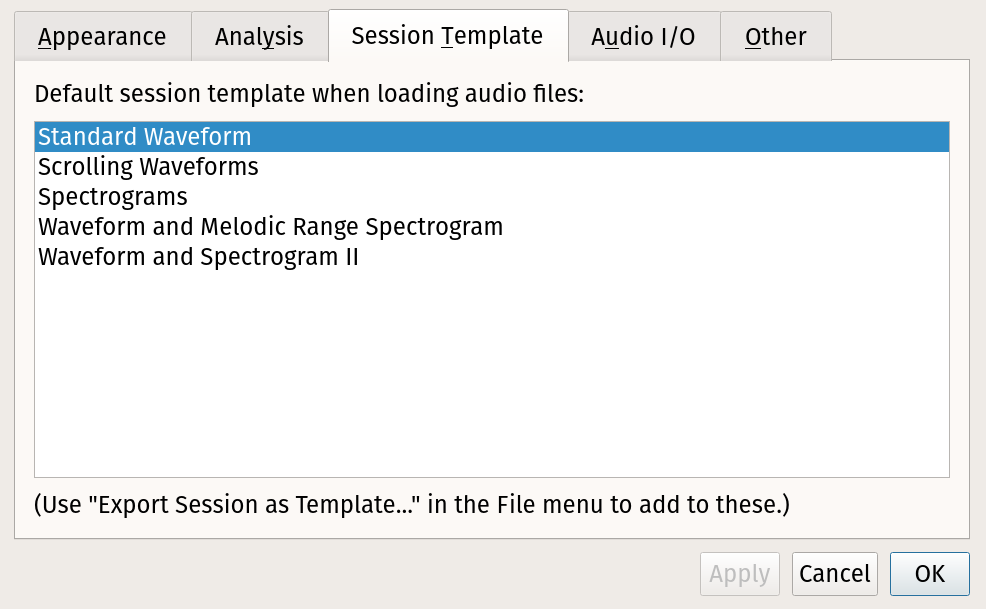 Appearance Analysis Session Template Audio I/O Other
Default session template when loading audio files:
Standard Waveform
Scrolling Waveforms
Spectrograms
Waveform and Melodic Range Spectrogram
Waveform and Spectrogram II
(Use "Export Session as Template..." in the File menu to add to these.)
Apply Cancel OK